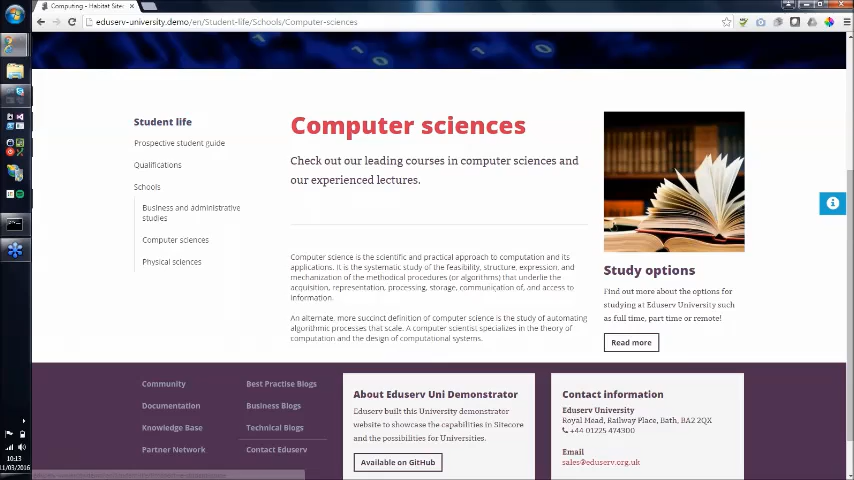 Computing - Habitat Sites
eduserv-university.demo/en/Student-life/Schools/Computer-sciences
Student life
Prospective student guide
Qualifications
Schools
Business and administrative
studies
Computer sciences
Physical sciences
Computer sciences
Check out our leading courses in computer sciences and
our experienced lectures.
Computer science is the scientific and practical approach to computation and its
applications. It is the systematic study of the feasibility, structure, expression, and
mechanization of the methodical procedures (or algorithms) that underlie the
acquisition, representation, processing, storage, communication of, and access to
information.
An alternate, more succinct definition of computer science is the study of automating
algorithmic processes that scale. A computer scientist specializes in the theory of
computation and the design of computational systems.
Study options
Find out more about the options for
studying at Eduserv University such
as full time, part time or remote!
Read more
Community
Documentation
Knowledge Base
Partner Network
Best Practise Blogs
Business Blogs
Technical Blogs
Contact Eduserv
About Eduserv Uni Demonstrator
Eduserv built this University demonstrator
website to showcase the capabilities in Sitecore
and the possibilities for Universities.
Available on GitHub
Contact information
Eduserv University
Royal Mead, Railway Place, Bath, BA2 2QX
+44 01225 474300
Email
sales@eduserv.org.uk
10:13
11/03/2016